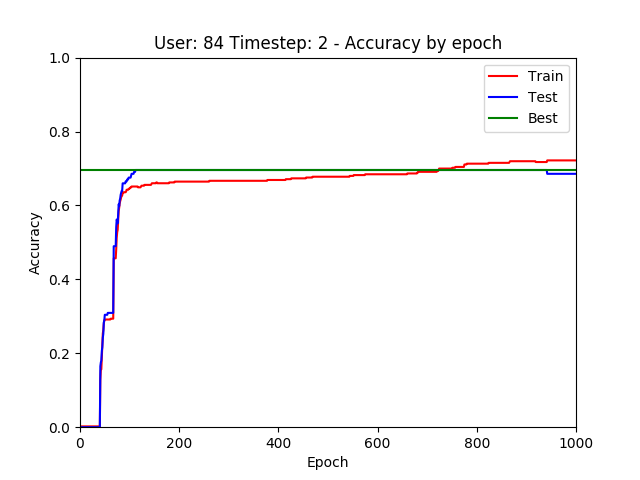 User: 84 Timestep: 2 - Accuracy by epoch
1.0
0.8
0.6
0.4
0.2
0.0
Accuracy
Train
Test
Best
0 200 400 600 800 1000
Epoch